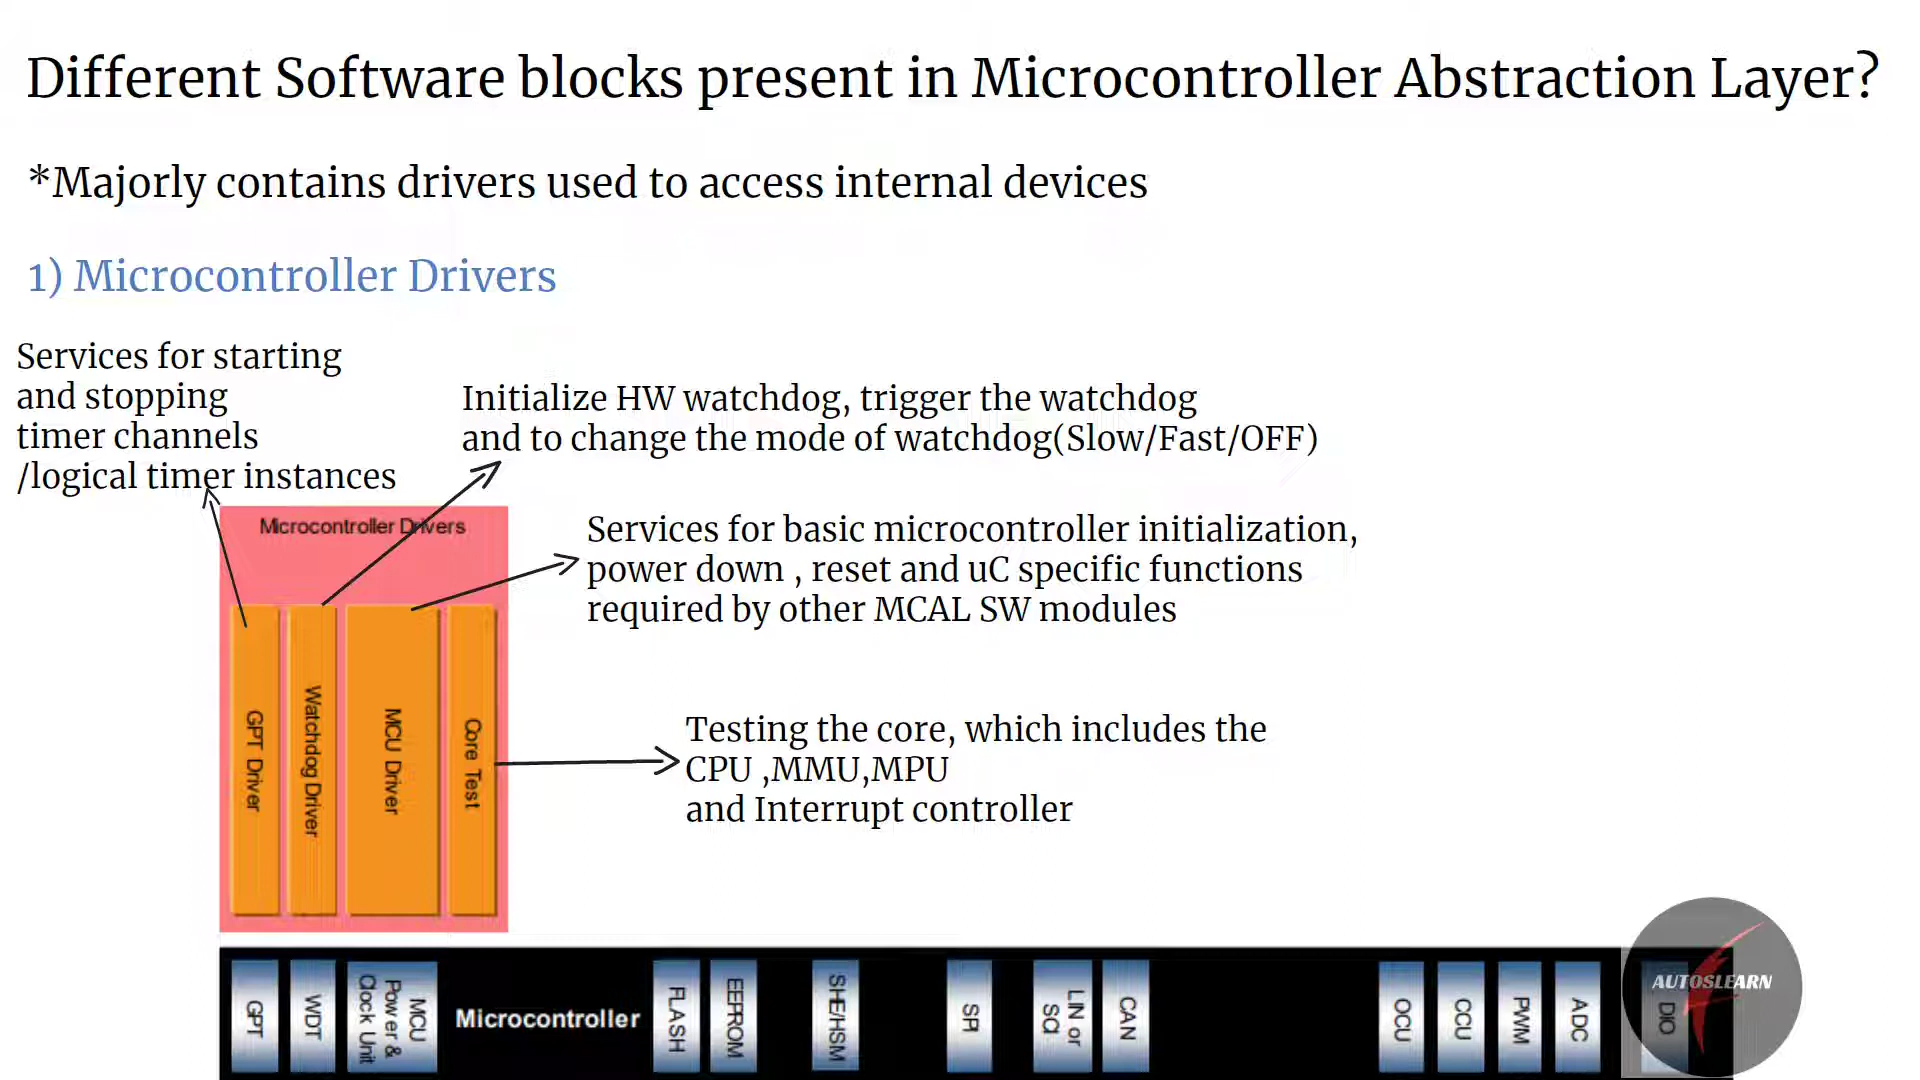 Different Software blocks present in Microcontroller Abstraction Layer?
*Majorly contains drivers used to access internal devices
1) Microcontroller Drivers
Services for starting
and stopping
timer channels
/logical timer instances
Initialize HW watchdog, trigger the watchdog
and to change the mode of watchdog(Slow/Fast/OFF)
Microcontroller Drivers
Services for basic microcontroller initialization,
power down , reset and uC specific functions
required by other MCAL SW modules
GPT Driver
Watchdog Driver
MCU Driver
Core Test
Testing the core, which includes the
CPU ,MMU,MPU
and Interrupt controller
GPT
WDT
MCU
Power &
Clock Unit
Microcontroller
FLASH
EEPROM
SHE/HSM
SPI
LIN or
SCI
CAN
OCU
CCU
PWM
ADC
DIO
AUTOSLEARN